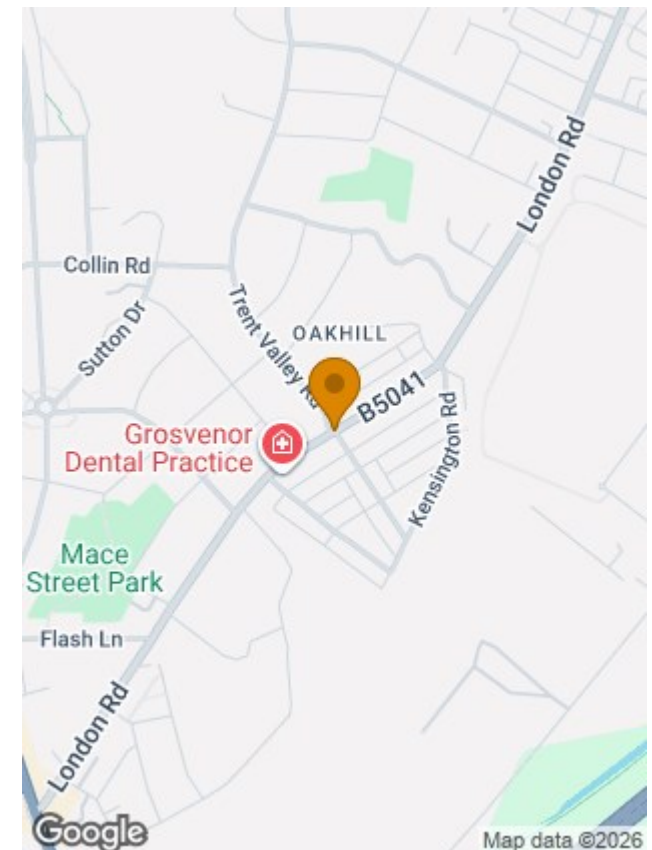 London Rd
Collin Rd
Sutton Dr
Trent Valley Rd
OAKHILL
B5041
Grosvenor
Dental Practice
Kensington Rd
Mace
Street Park
Flash Ln
London Rd
Google
Map data ©2026